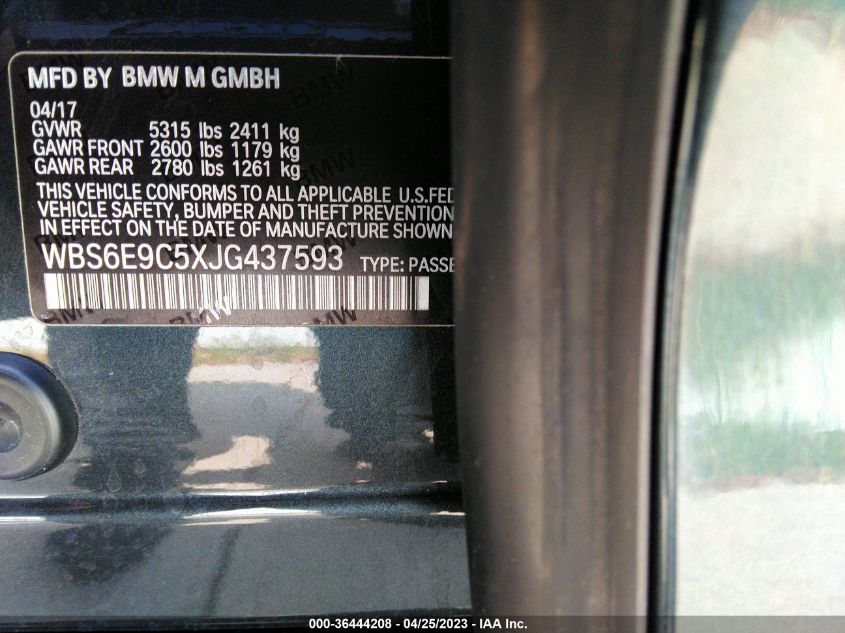 MFD BY BMW M GMBH
04/17
GVWR 5315 lbs 2411 kg
GAWR FRONT 2600 lbs 1179 kg
GAWR REAR 2780 lbs 1261 kg
THIS VEHICLE CONFORMS TO ALL APPLICABLE U.S.FED
VEHICLE SAFETY, BUMPER AND THEFT PREVENTION
IN EFFECT ON THE DATE OF MANUFACTURE SHOWN
WBS6E9C5XJG437593 TYPE: PASSE
000-36444208 - 04/25/2023 - IAA Inc.